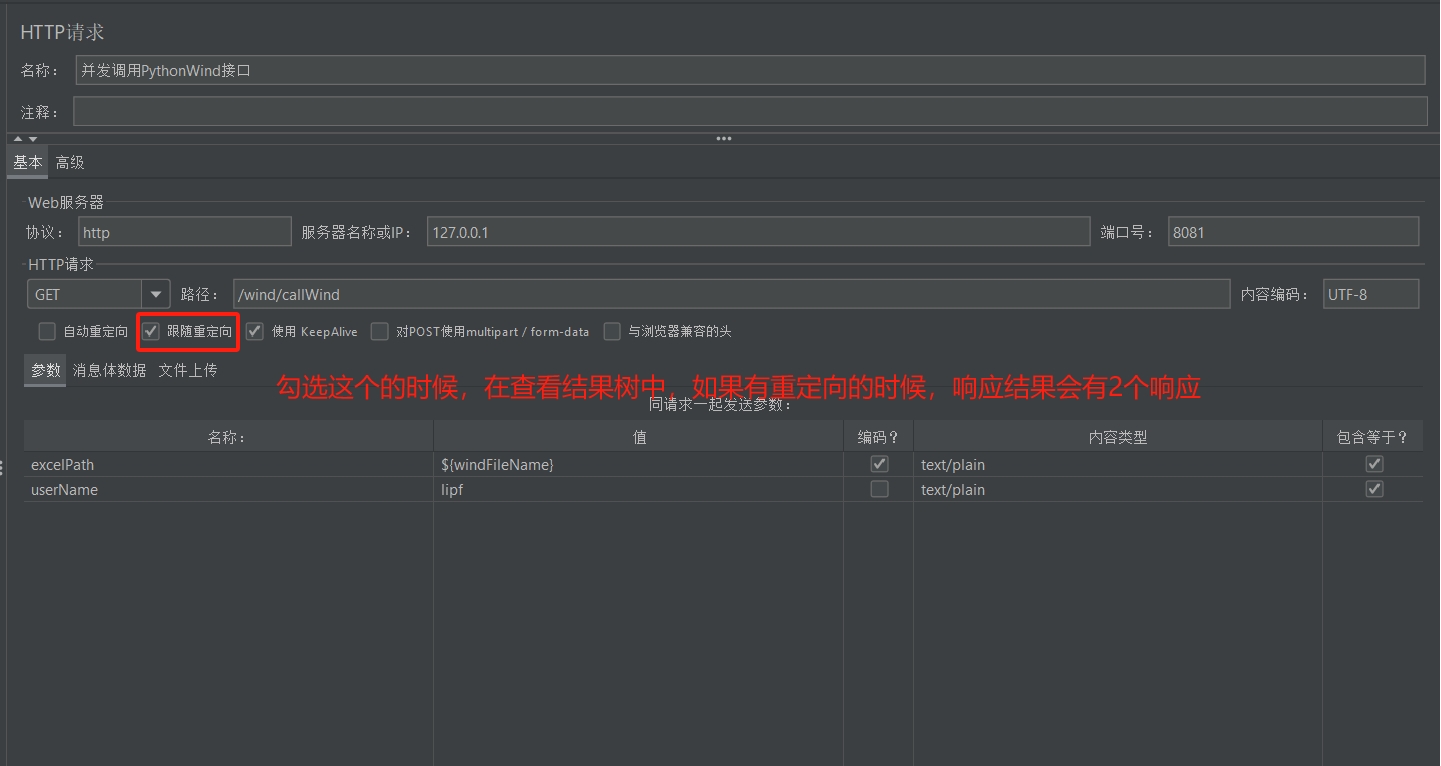 HTTP请求
名称： 并发调用PythonWind接口
注释：
基本 高级
Web服务器
协议： http 服务器名称或IP： 127.0.0.1 端口号： 8081
HTTP请求
GET 路径： /wind/callWind 内容编码： UTF-8
自动重定向 跟随重定向 使用 KeepAlive 对POST使用multipart / form-data 与浏览器兼容的头
参数 消息体数据 文件上传
勾选这个的时候，在查看结果树中，如果有重定向的时候，响应结果会有2个响应
同请求一起发送参数：
名称： 值 编码？ 内容类型 包含等于？
excelPath ${windFileName} text/plain
userName lipf text/plain